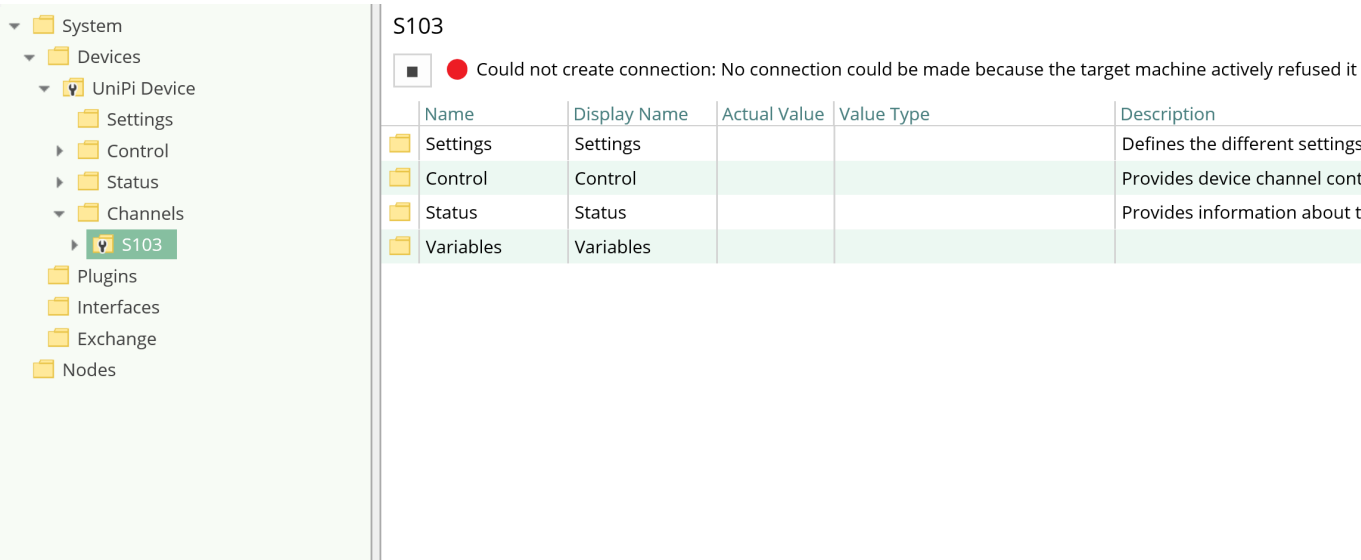 System
Devices
UniPi Device
Settings
Control
Status
Channels
S103
Plugins
Interfaces
Exchange
Nodes
S103
Could not create connection: No connection could be made because the target machine actively refused it
Name Display Name Actual Value Value Type Description
Settings Settings Defines the different settings
Control Control Provides device channel cont
Status Status Provides information about t
Variables Variables